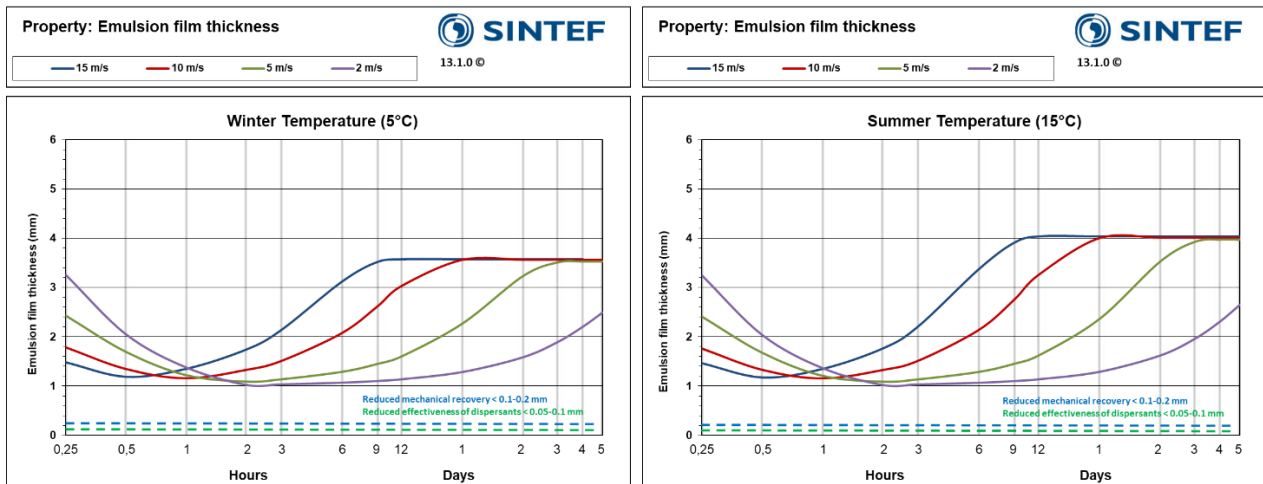 Property: Emulsion film thickness
SINTEF
13.1.0 ©
15 m/s 10 m/s 5 m/s 2 m/s
Winter Temperature (5°C)
Emulsion film thickness (mm)
6
5
4
3
2
1
0
Reduced mechanical recovery < 0.1-0.2 mm
Reduced effectiveness of dispersants < 0.05-0.1 mm
0,25 0,5 1 2 3 6 9 12 1 2 3 4 5
Hours Days
Property: Emulsion film thickness
SINTEF
13.1.0 ©
15 m/s 10 m/s 5 m/s 2 m/s
Summer Temperature (15°C)
Emulsion film thickness (mm)
6
5
4
3
2
1
0
Reduced mechanical recovery < 0.1-0.2 mm
Reduced effectiveness of dispersants < 0.05-0.1 mm
0,25 0,5 1 2 3 6 9 12 1 2 3 4 5
Hours Days